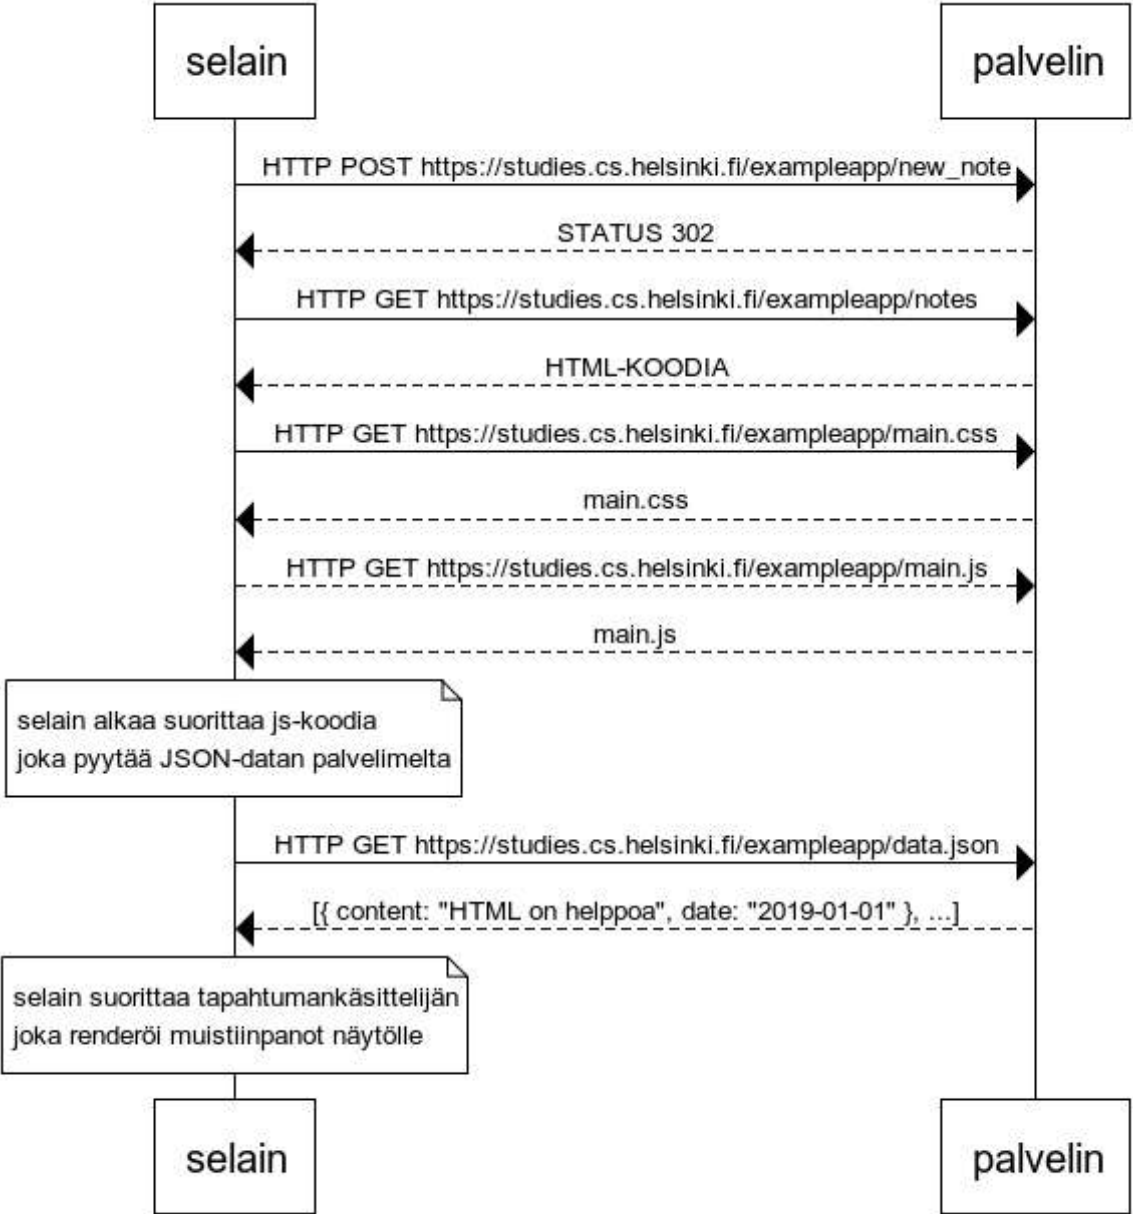 selain
palvelin
HTTP POST https://studies.cs.helsinki.fi/exampleapp/new_note
STATUS 302
HTTP GET https://studies.cs.helsinki.fi/exampleapp/notes
HTML-KOODIA
HTTP GET https://studies.cs.helsinki.fi/exampleapp/main.css
main.css
HTTP GET https://studies.cs.helsinki.fi/exampleapp/main.js
main.js
selain alkaa suorittaa js-koodia
joka pyytää JSON-datan palvelimelta
HTTP GET https://studies.cs.helsinki.fi/exampleapp/data.json
[{ content: "HTML on helppoa", date: "2019-01-01" }, ...]
selain suorittaa tapahtumankäsittelijän
joka renderöi muistiinpanot näytölle
selain
palvelin